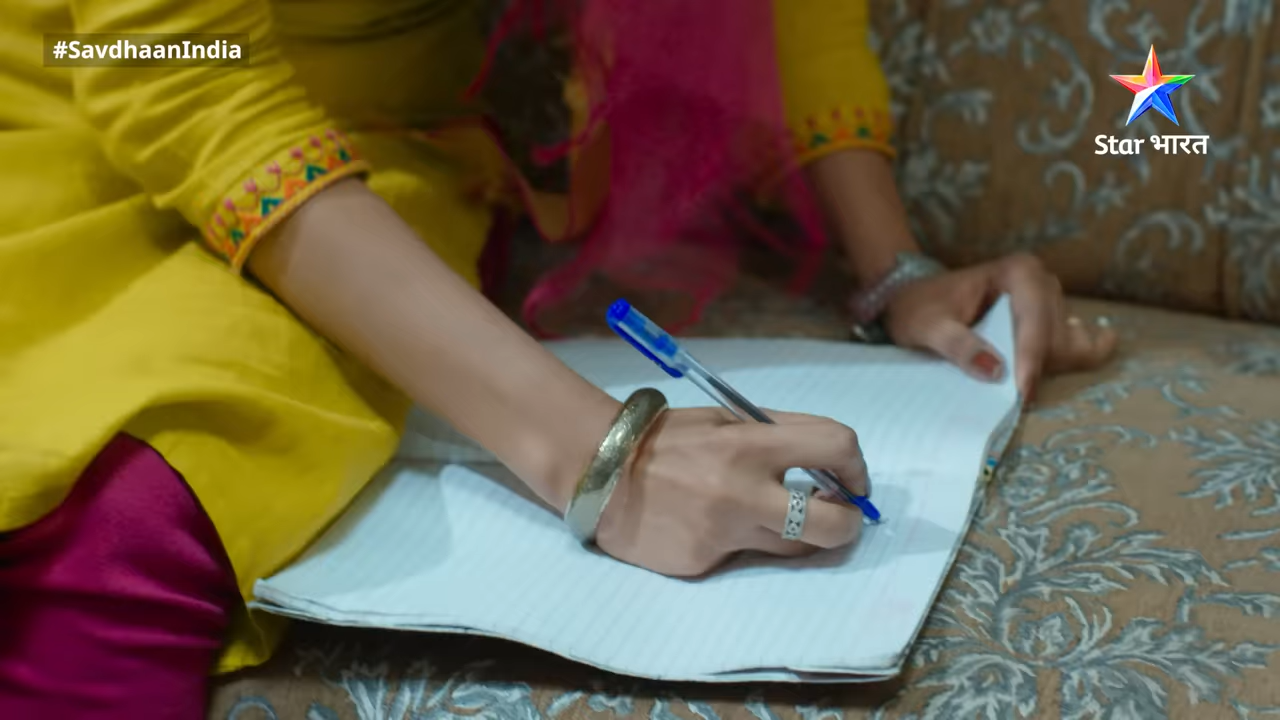 #SavdhaanIndia
Star भारत